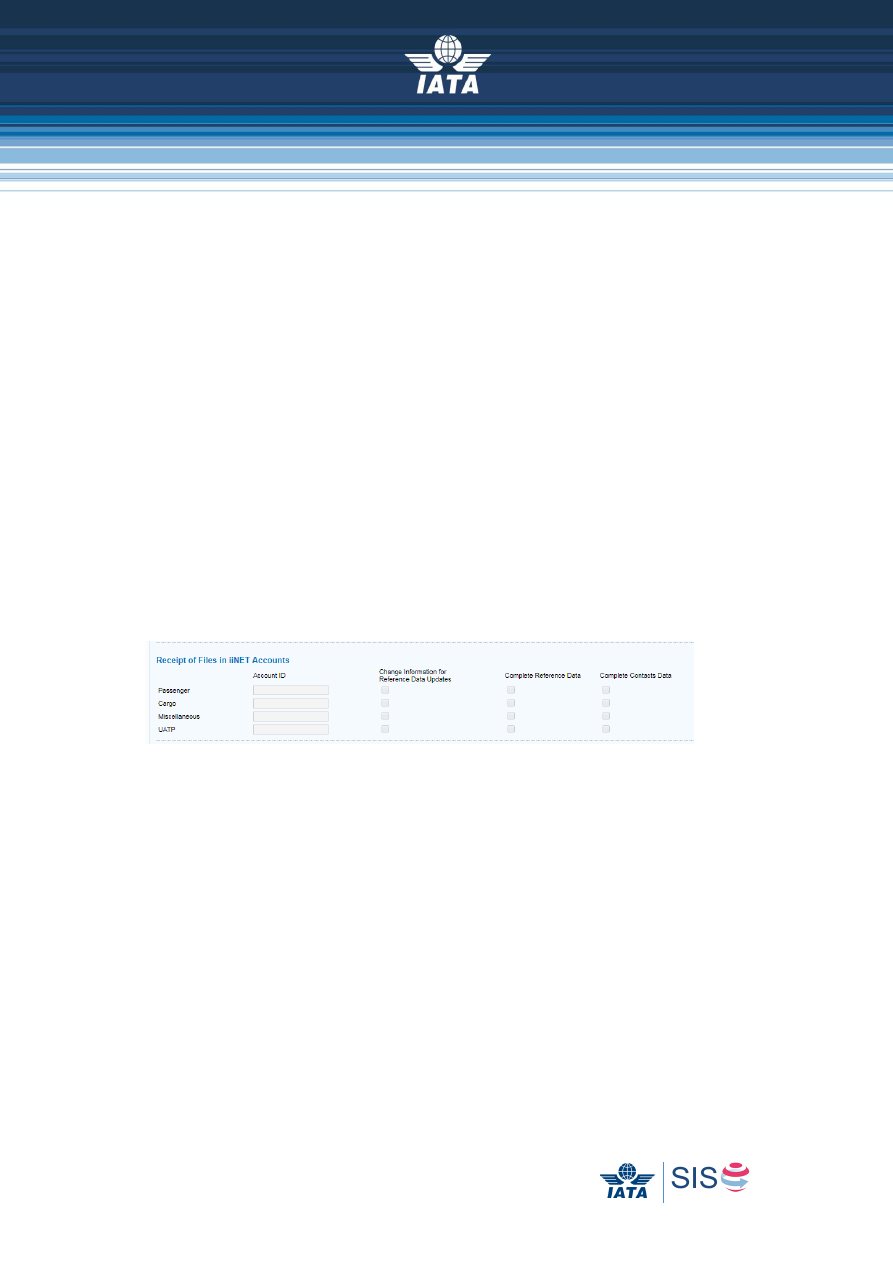 IATA
Receipt of Files in iiNET Accounts
Account ID
Change Information for
Reference Data Updates
Complete Reference Data
Complete Contacts Data
Passenger
Cargo
Miscellaneous
UATP
IATA
SIS